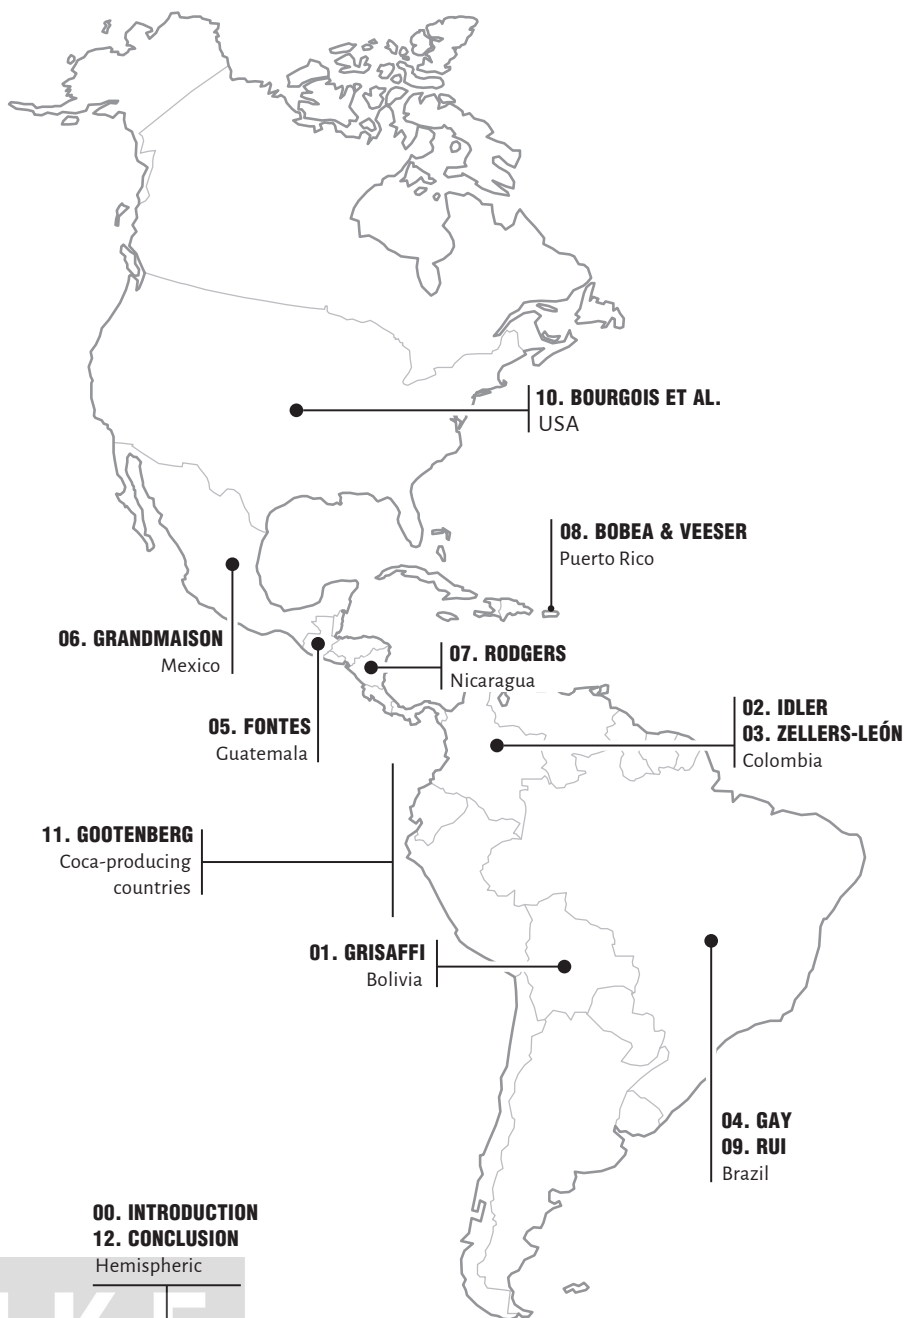 10. BOURGOIS ET AL.
USA
08. BOBEA & VEESER
Puerto Rico
06. GRANDMAISON
Mexico
07. RODGERS
Nicaragua
05. FONTES
Guatemala
02. IDLER
03. ZELLERS-LEÓN
Colombia
11. GOOTENBERG
Coca-producing
countries
01. GRISAFFI
Bolivia
04. GAY
09. RUI
Brazil
00. INTRODUCTION
12. CONCLUSION
Hemispheric